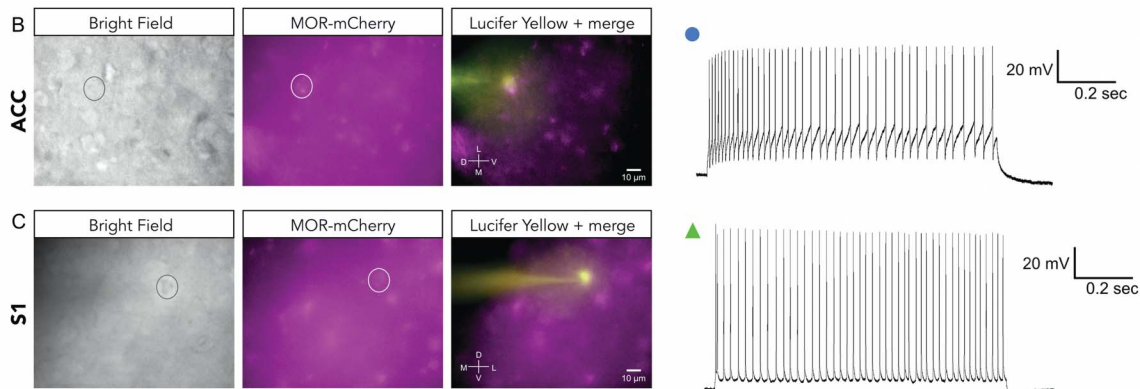 B
Bright Field
MOR-mCherry
Lucifer Yellow + merge
ACC
L
D V
M
10 µm
20 mV
0.2 sec
C
Bright Field
MOR-mCherry
Lucifer Yellow + merge
S1
D
M L
V
10 µm
20 mV
0.2 sec